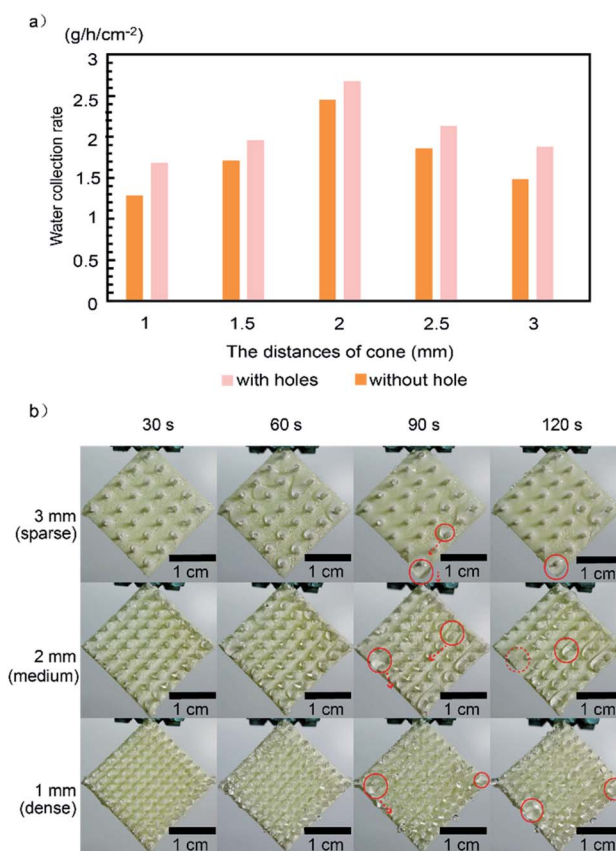 a）
(g/h/cm⁻²)
Water collection rate
3
2.5
2
1.5
1
0.5
0
1 1.5 2 2.5 3
The distances of cone (mm)
with holes without hole
b）
30 s 60 s 90 s 120 s
3 mm
(sparse)
1 cm 1 cm 1 cm 1 cm
2 mm
(medium)
1 cm 1 cm 1 cm 1 cm
1 mm
(dense)
1 cm 1 cm 1 cm 1 cm